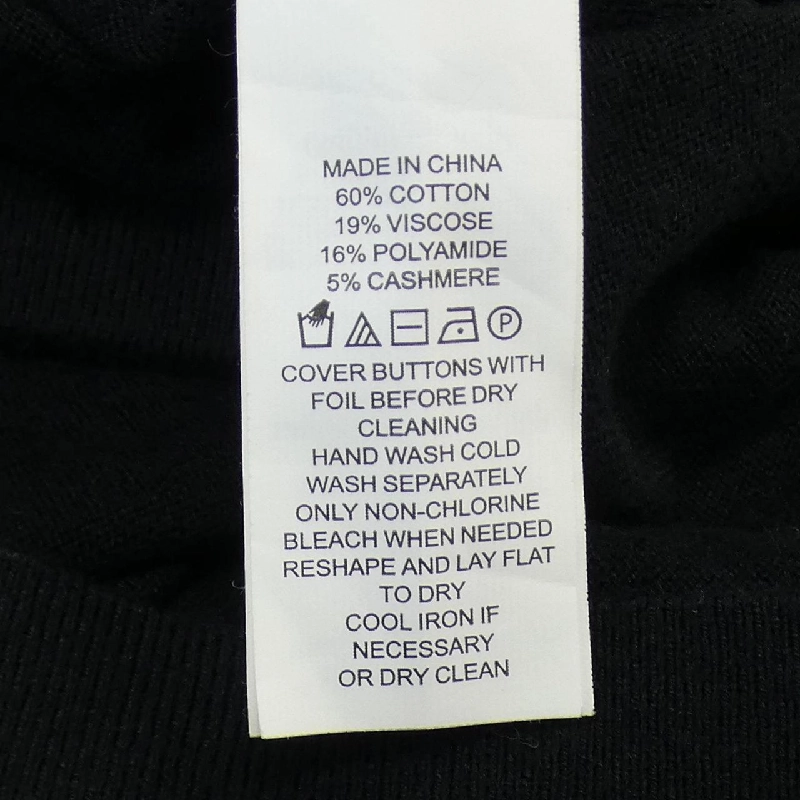 MADE IN CHINA
60% COTTON
19% VISCOSE
16% POLYAMIDE
5% CASHMERE
P
COVER BUTTONS WITH
FOIL BEFORE DRY
CLEANING
HAND WASH COLD
WASH SEPARATELY
ONLY NON-CHLORINE
BLEACH WHEN NEEDED
RESHAPE AND LAY FLAT
TO DRY
COOL IRON IF
NECESSARY
OR DRY CLEAN